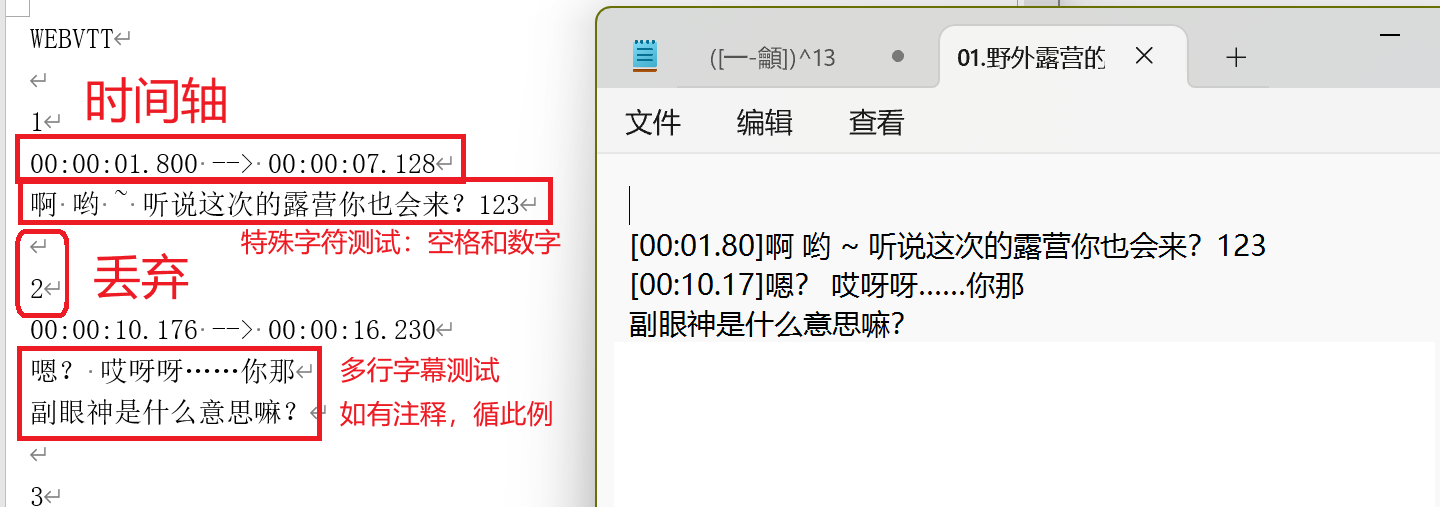 WEBVTT
1
时间轴
00:00:01.800 --> 00:00:07.128
啊 哟 ~ 听说这次的露营你也会来？123
特殊字符测试：空格和数字
2
丢弃
00:00:10.176 --> 00:00:16.230
嗯？ 哎呀呀……你那
多行字幕测试
副眼神是什么意思嘛？
如有注释，循此例
3
([一-龥])^13
01.野外露营的
文件 编辑 查看
[00:01.80]啊 哟 ~ 听说这次的露营你也会来？123
[00:10.17]嗯？ 哎呀呀……你那
副眼神是什么意思嘛？